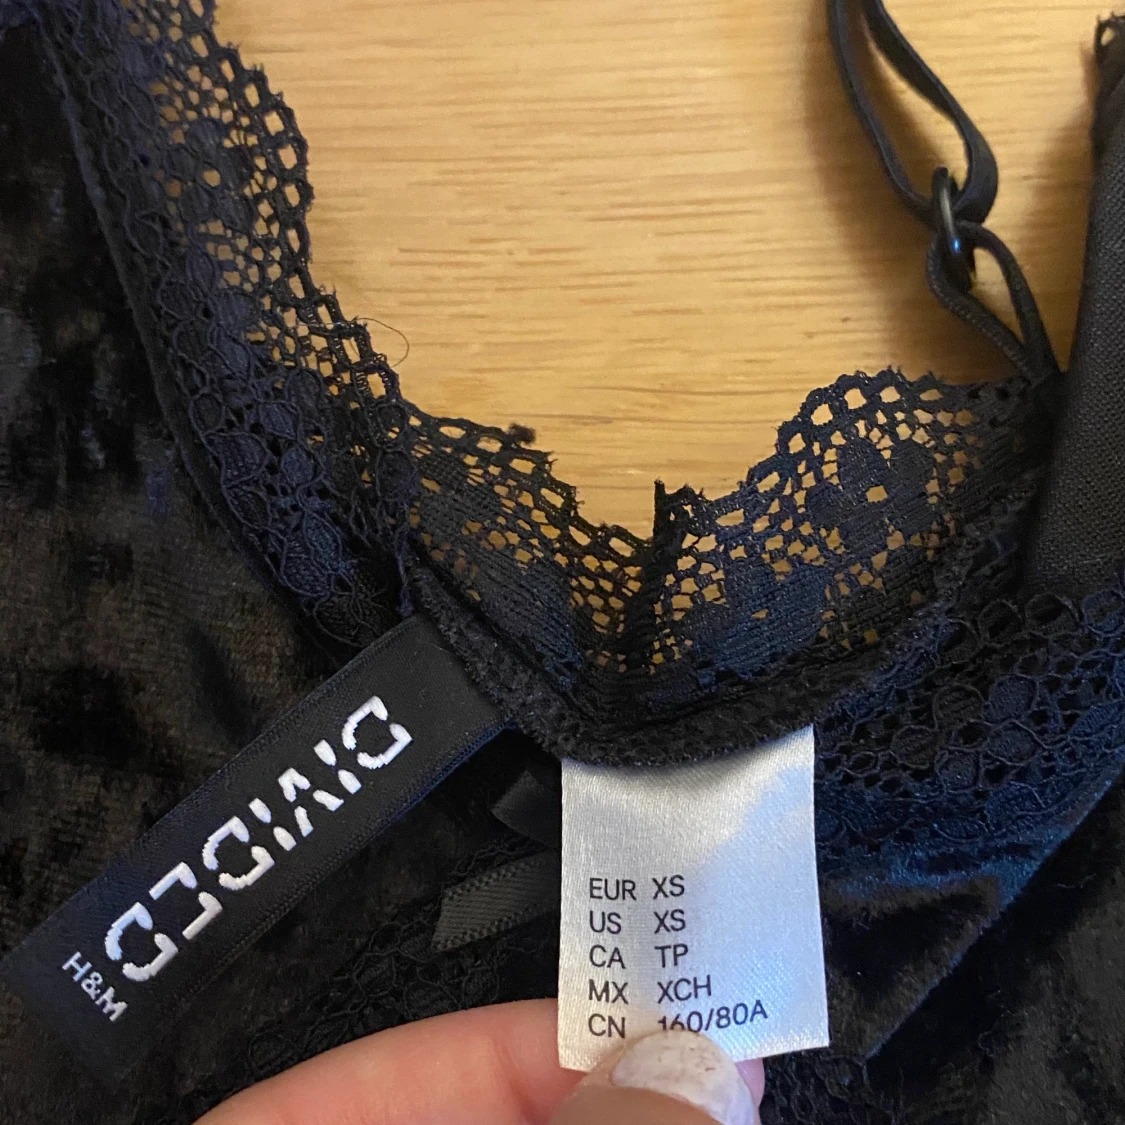 DIVIDED
H&M
EUR XS
US XS
CA TP
MX XCH
CN 160/80A